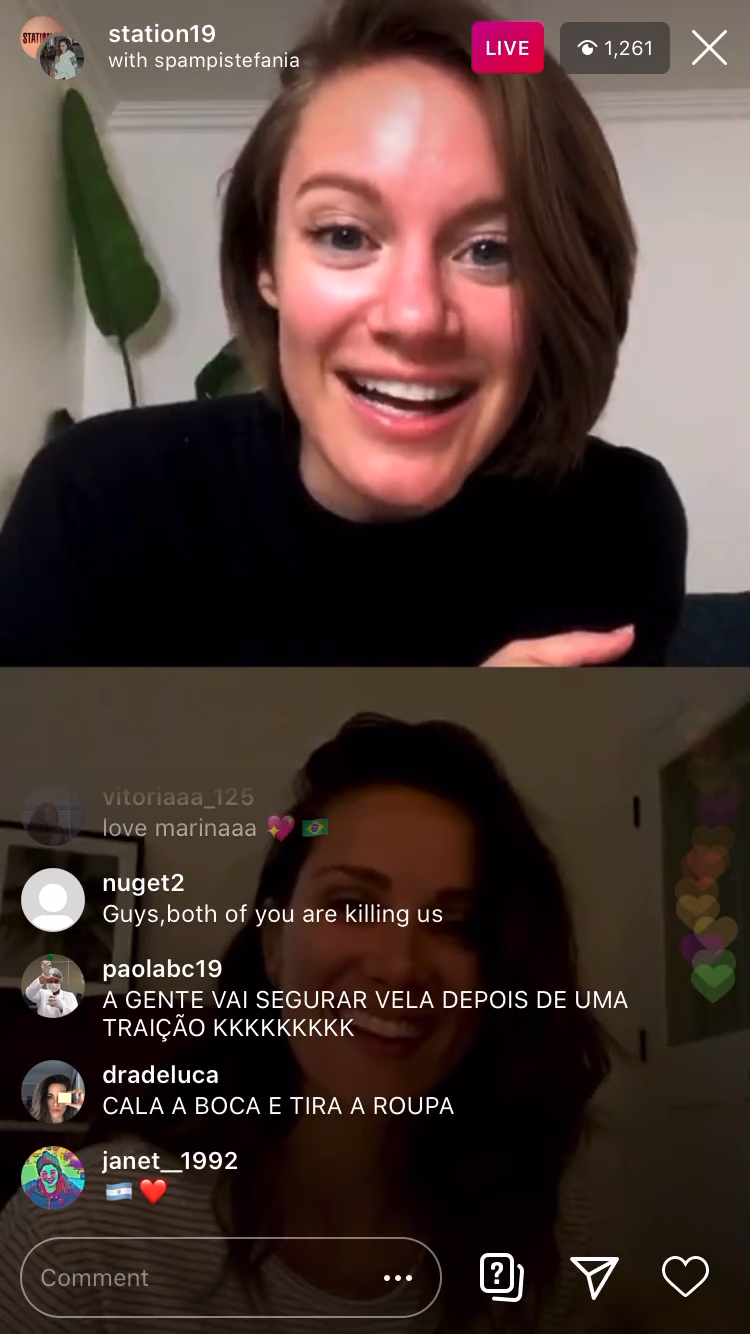 station19
with spampistefania
LIVE
1,261
vitoriaaa_125
love marinaaa 💖 🇧🇷
nuget2
Guys,both of you are killing us
paolabc19
A GENTE VAI SEGURAR VELA DEPOIS DE UMA
TRAIÇÃO KKKKKKKKK
dradeluca
CALA A BOCA E TIRA A ROUPA
janet__1992
🇦🇷 ❤️
Comment